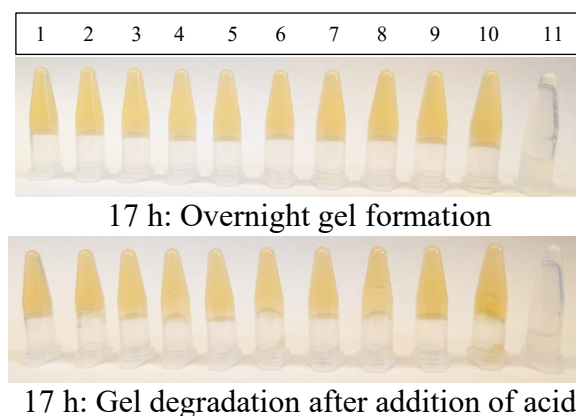 1 2 3 4 5 6 7 8 9 10 11
17 h: Overnight gel formation
17 h: Gel degradation after addition of acid